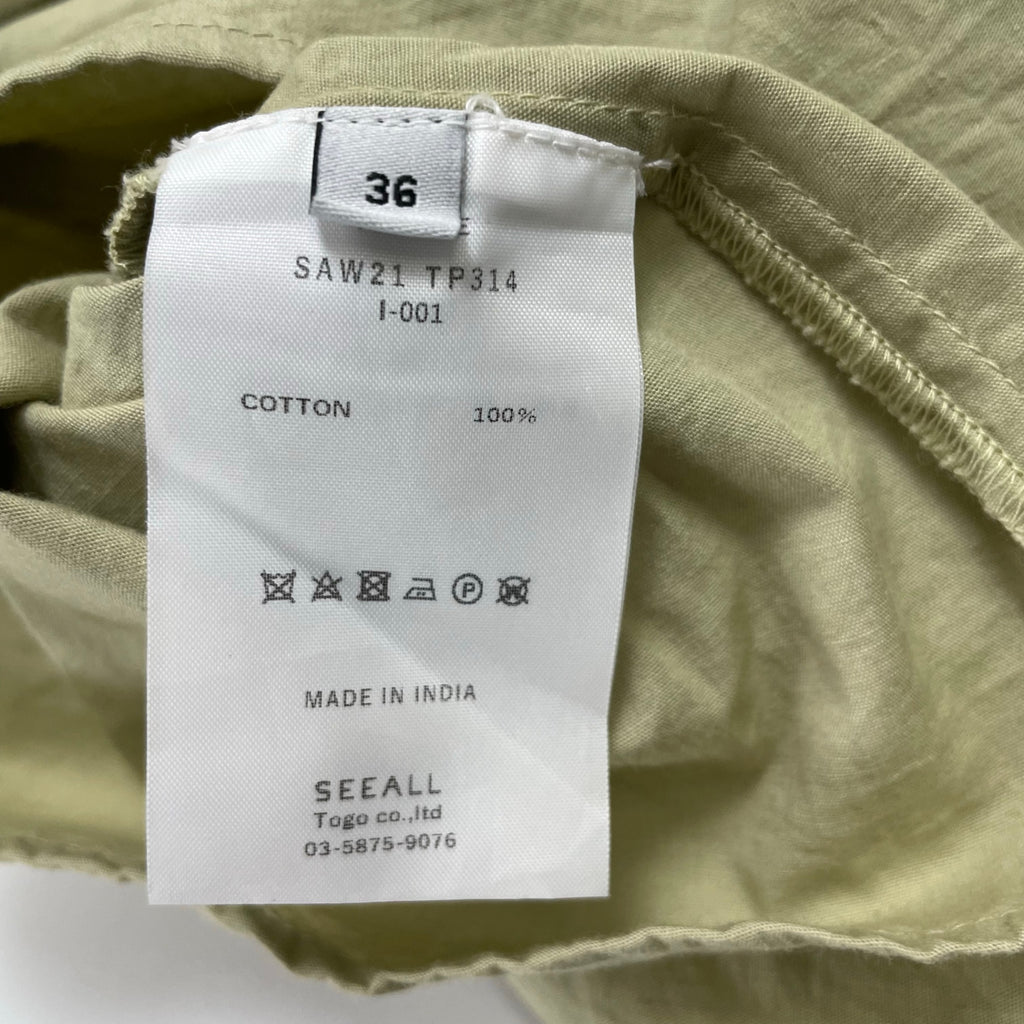 36
E
SAW21 TP314
I-001
COTTON 100%
P
W
MADE IN INDIA
SEEALL
Togo co.,ltd
03-5875-9076